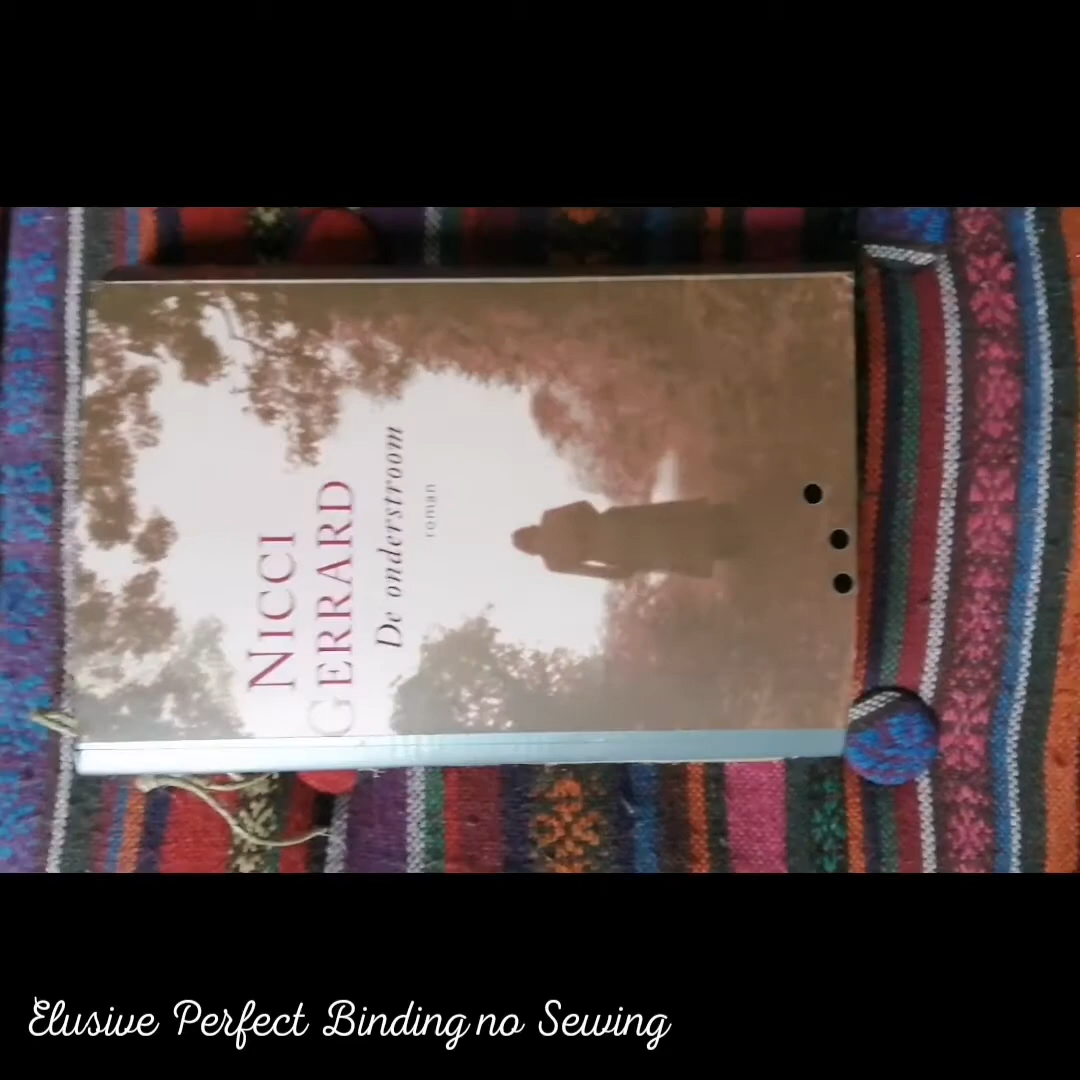 NICCI
GERRARD
De onderstroom
roman
Elusive Perfect Binding no Sewing